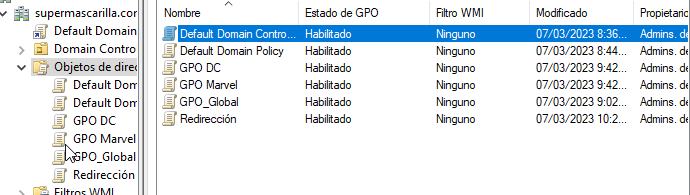 supermascarilla.com
Default Domain
Domain Contro
Objetos de direc
Default Dom
Default Dom
GPO DC
GPO Marvel
GPO_Global
Redirección
Filtros WMI
Nombre Estado de GPO Filtro WMI Modificado Propietario
Default Domain Contro... Habilitado Ninguno 07/03/2023 8:36... Admins. de
Default Domain Policy Habilitado Ninguno 07/03/2023 8:44... Admins. de
GPO DC Habilitado Ninguno 07/03/2023 9:42... Admins. de
GPO Marvel Habilitado Ninguno 07/03/2023 9:42... Admins. de
GPO_Global Habilitado Ninguno 07/03/2023 9:02... Admins. de
Redirección Habilitado Ninguno 07/03/2023 10:2... Admins. de